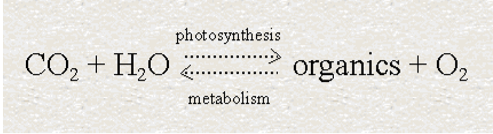 photosynthesis
CO₂ + H₂O organics + O₂
metabolism